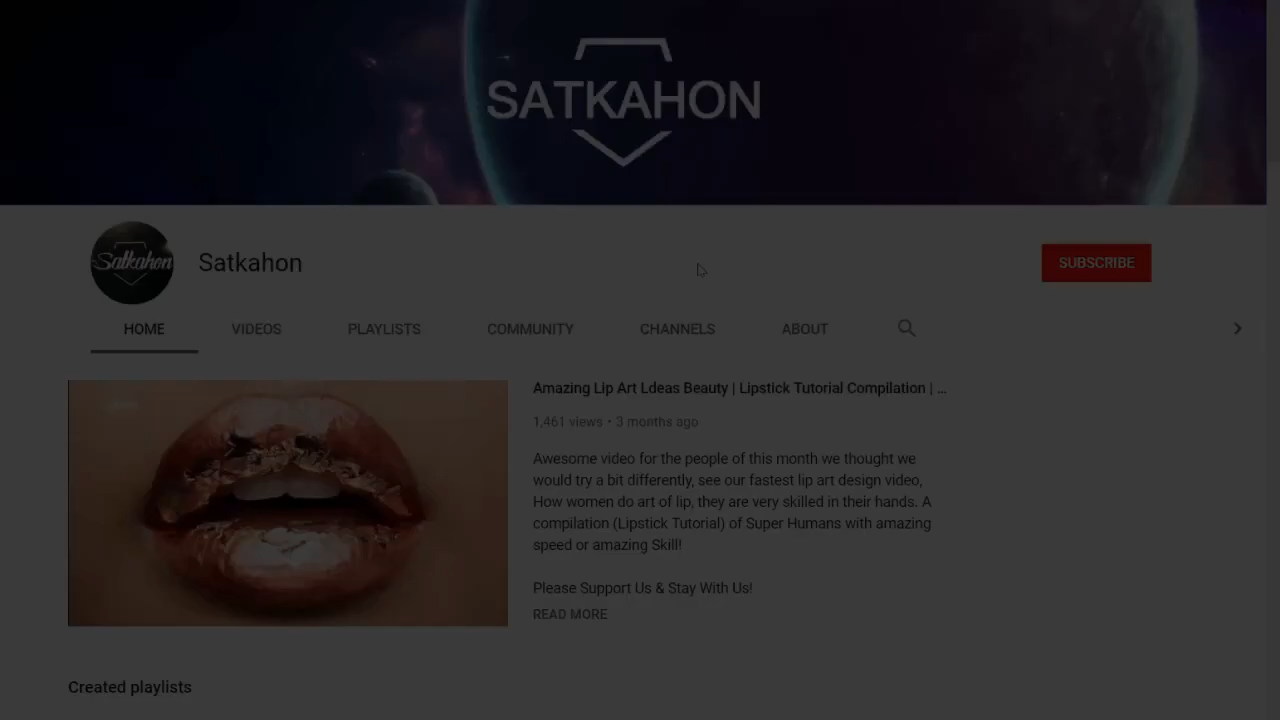 SATKAHON
Satkahon
Satkahon
SUBSCRIBE
HOME VIDEOS PLAYLISTS COMMUNITY CHANNELS ABOUT
Amazing Lip Art Ldeas Beauty | Lipstick Tutorial Compilation | ...
1,461 views • 3 months ago
Awesome video for the people of this month we thought we
would try a bit differently, see our fastest lip art design video,
How women do art of lip, they are very skilled in their hands. A
compilation (Lipstick Tutorial) of Super Humans with amazing
speed or amazing Skill!
Please Support Us & Stay With Us!
READ MORE
Created playlists